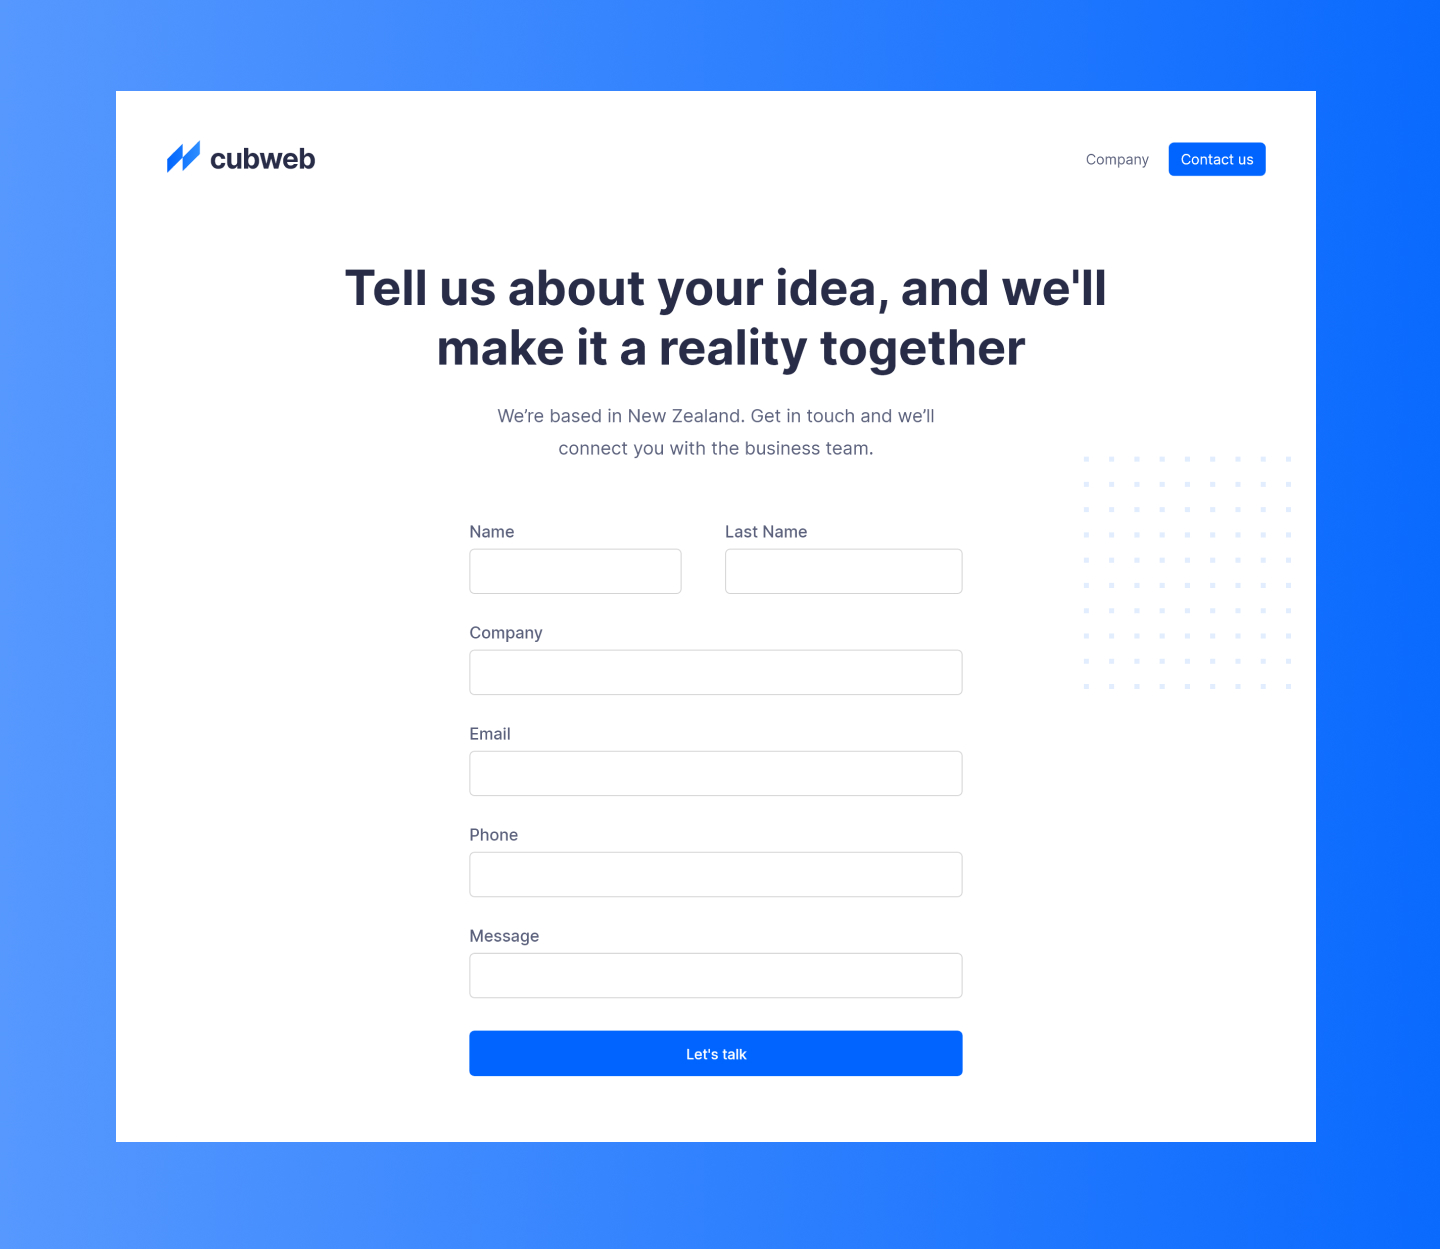 cubweb
Company
Contact us
Tell us about your idea, and we'll
make it a reality together
We’re based in New Zealand. Get in touch and we’ll
connect you with the business team.
Name
Last Name
Company
Email
Phone
Message
Let's talk